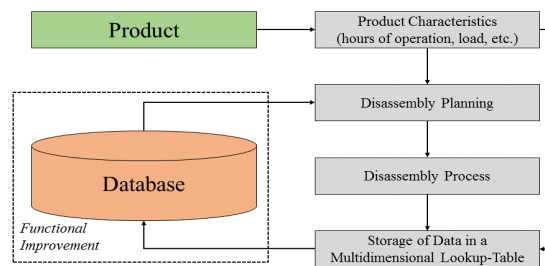 Product
Product Characteristics
(hours of operation, load, etc.)
Disassembly Planning
Database
Disassembly Process
Functional
Improvement
Storage of Data in a
Multidimensional Lookup-Table